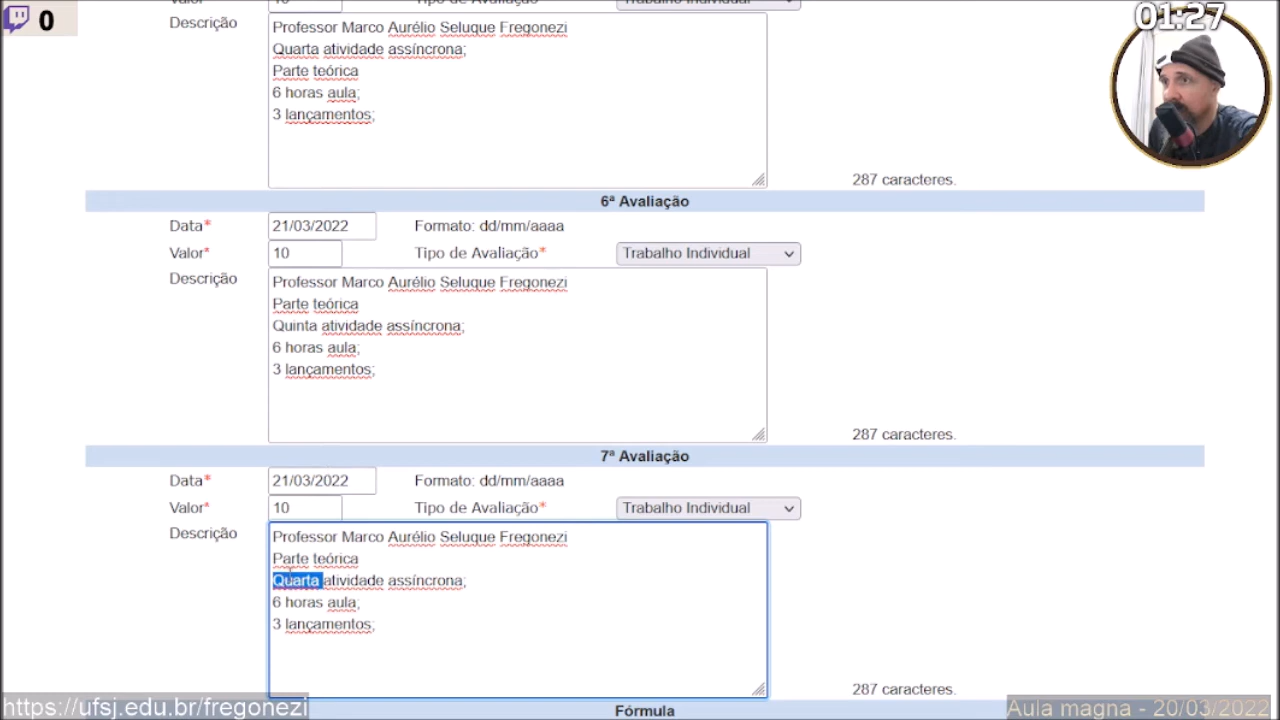 0
01:27
Descrição
Professor Marco Aurélio Seluque Fregonezi
Quarta atividade assíncrona;
Parte teórica
6 horas aula;
3 lançamentos;
287 caracteres.
6ª Avaliação
Data* 21/03/2022 Formato: dd/mm/aaaa
Valor* 10 Tipo de Avaliação* Trabalho Individual
Descrição
Professor Marco Aurélio Seluque Fregonezi
Parte teórica
Quinta atividade assíncrona;
6 horas aula;
3 lançamentos;
287 caracteres.
7ª Avaliação
Data* 21/03/2022 Formato: dd/mm/aaaa
Valor* 10 Tipo de Avaliação* Trabalho Individual
Descrição
Professor Marco Aurélio Seluque Fregonezi
Parte teórica
Quarta atividade assíncrona;
6 horas aula;
3 lançamentos;
287 caracteres.
Fórmula
https://ufsj.edu.br/fregonezi
Aula magna - 20/03/2022